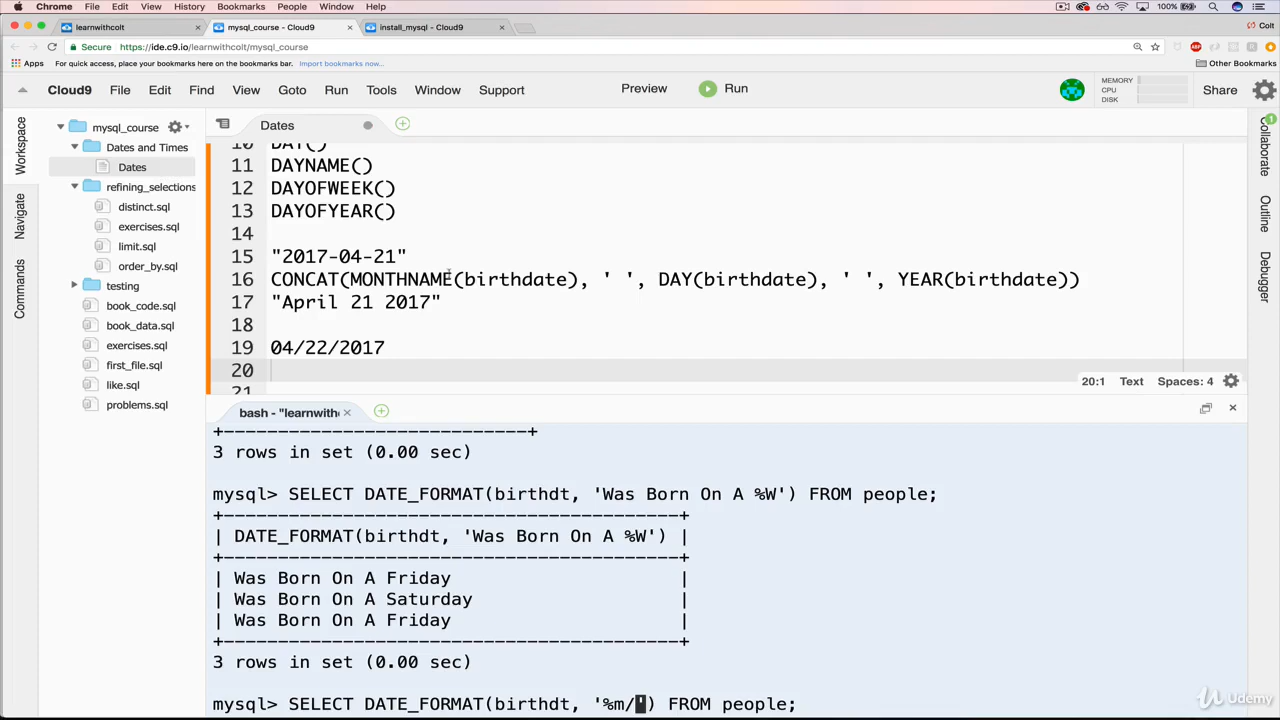 Chrome File Edit View History Bookmarks People Window Help 100% Colt
learnwithcolt mysql_course - Cloud9 install_mysql - Cloud9
Secure https://ide.c9.io/learnwithcolt/mysql_course
Apps For quick access, place your bookmarks here on the bookmarks bar. Import bookmarks now... Other Bookmarks
Cloud9 File Edit View Goto Run Tools Window Support Preview Run MEMORY CPU DISK Share
Workspace
Navigate
Commands
mysql_course
Dates and Times
Dates
refining_selections
distinct.sql
exercises.sql
limit.sql
order_by.sql
testing
book_code.sql
book_data.sql
exercises.sql
first_file.sql
like.sql
problems.sql
Dates
10 DAY()
11 DAYNAME()
12 DAYOFWEEK()
13 DAYOFYEAR()
14
15 "2017-04-21"
16 CONCAT(MONTHNAME(birthdate), ' ', DAY(birthdate), ' ', YEAR(birthdate))
17 "April 21 2017"
18
19 04/22/2017
20
21
20:1 Text Spaces: 4
1
Collaborate
Outline
Debugger
bash - "learnwith
+-----------------------------+
3 rows in set (0.00 sec)
mysql> SELECT DATE_FORMAT(birthdt, 'Was Born On A %W') FROM people;
+------------------------------------------+
| DATE_FORMAT(birthdt, 'Was Born On A %W') |
+------------------------------------------+
| Was Born On A Friday |
| Was Born On A Saturday |
| Was Born On A Friday |
+------------------------------------------+
3 rows in set (0.00 sec)
mysql> SELECT DATE_FORMAT(birthdt, '%m/') FROM people;
Udemy